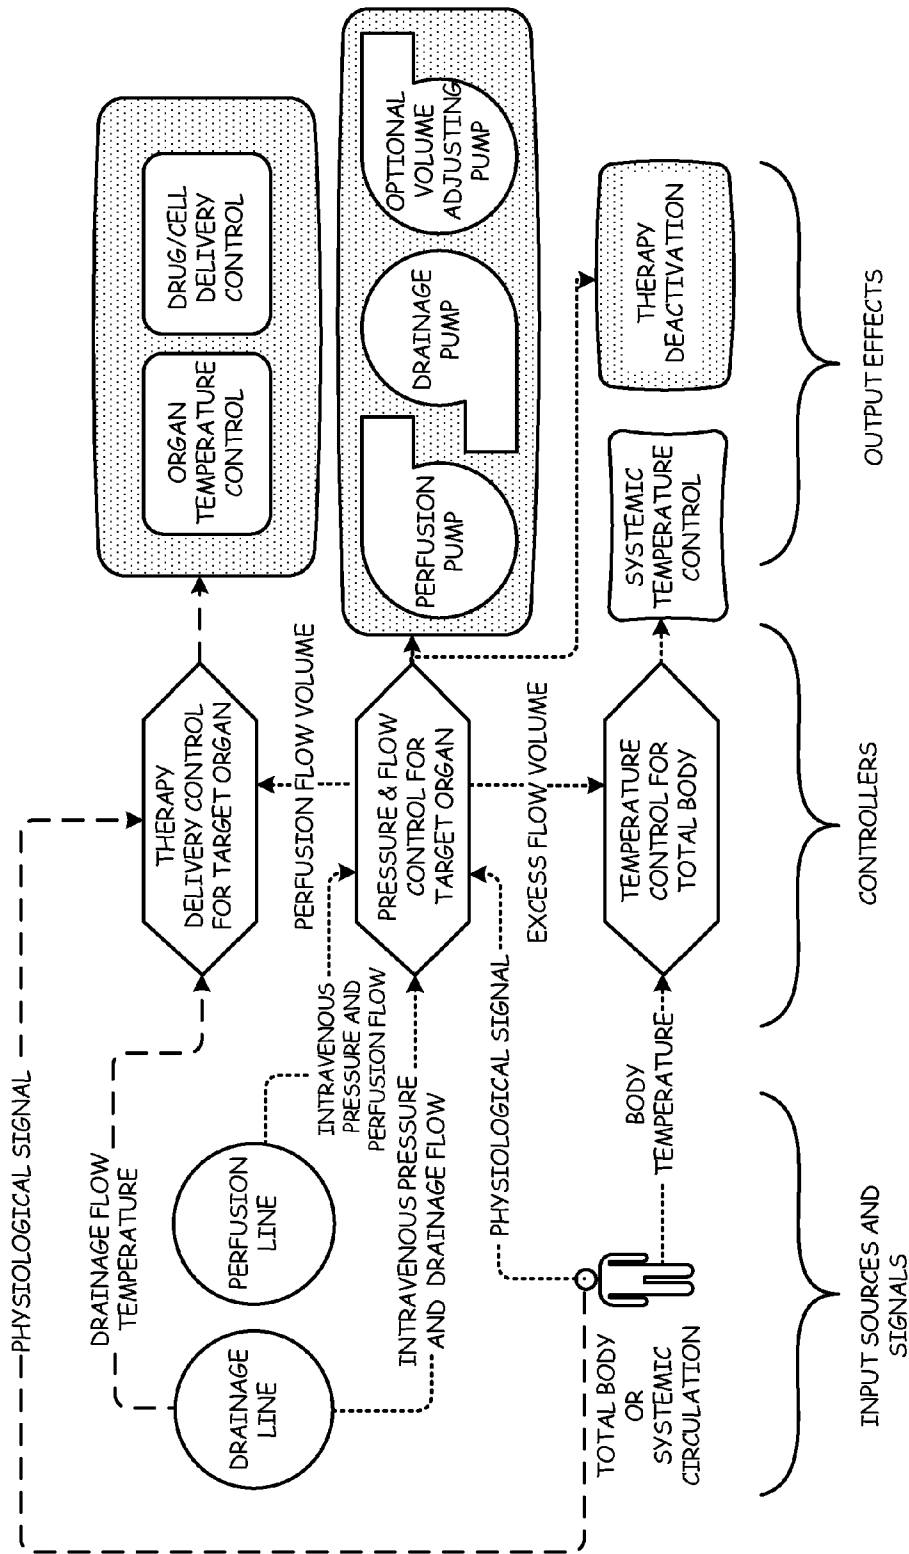 PHYSIOLOGICAL SIGNAL
DRAINAGE FLOW
TEMPERATURE
DRAINAGE
LINE
PERFUSION
LINE
INTRAVENOUS
PRESSURE AND
PERFUSION FLOW
INTRAVENOUS PRESSURE
AND DRAINAGE FLOW
PHYSIOLOGICAL SIGNAL
TOTAL BODY
OR
SYSTEMIC
CIRCULATION
BODY
TEMPERATURE
THERAPY
DELIVERY CONTROL
FOR TARGET ORGAN
PERFUSION FLOW VOLUME
PRESSURE & FLOW
CONTROL FOR
TARGET ORGAN
EXCESS FLOW VOLUME
TEMPERATURE
CONTROL FOR
TOTAL BODY
ORGAN
TEMPERATURE
CONTROL
DRUG/CELL
DELIVERY
CONTROL
PERFUSION
PUMP
DRAINAGE
PUMP
OPTIONAL
VOLUME
ADJUSTING
PUMP
SYSTEMIC
TEMPERATURE
CONTROL
THERAPY
DEACTIVATION
INPUT SOURCES AND
SIGNALS
CONTROLLERS
OUTPUT EFFECTS